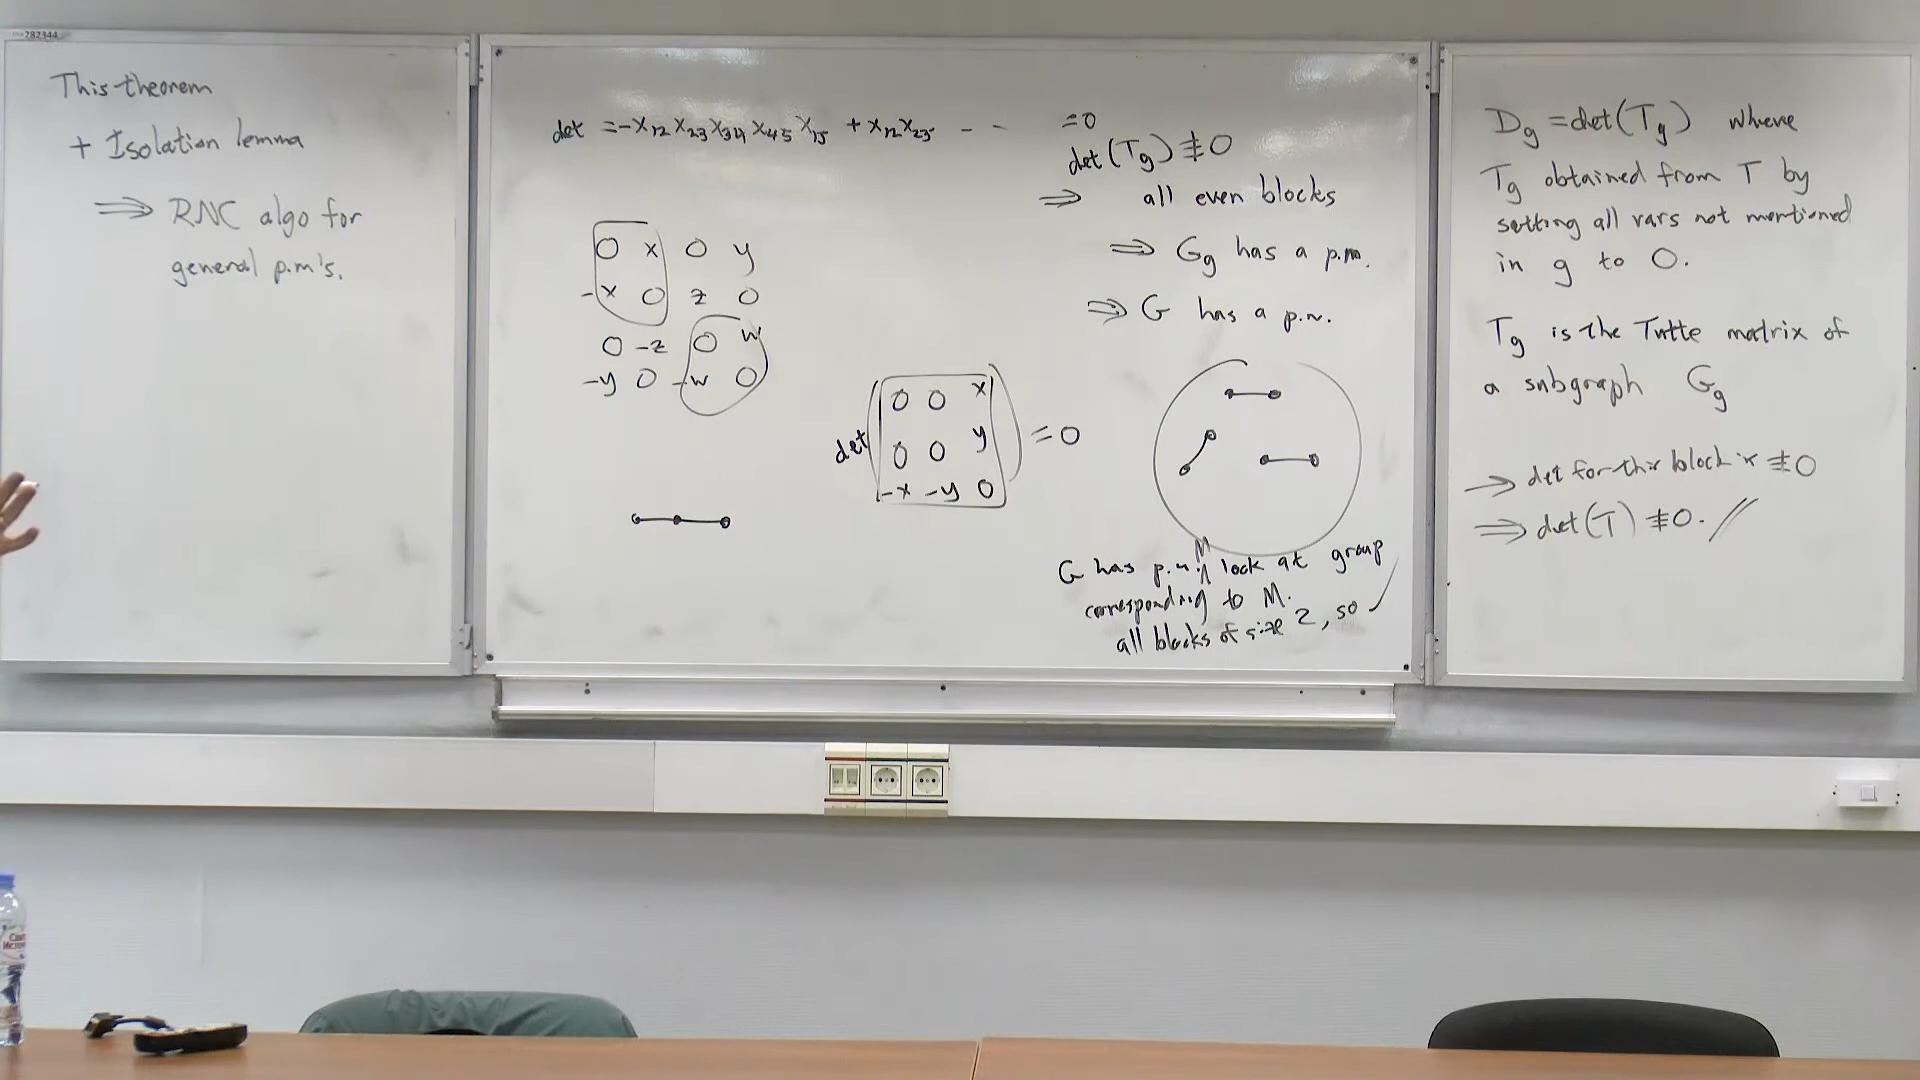 282344
This theorem
+ Isolation lemma
⟹ RNC algo for
general p.m's.
det = -x₁₂ x₂₃ x₃₄ x₄₅ x₁₅ + x₁₂ x₂₃ - -
0 x 0 y
-x 0 z 0
0 -z 0 w
-y 0 -w 0
det
0 0 x
0 0 y
-x -y 0
= 0
=0
det(T_g) ≢ 0
⟹ all even blocks
⟹ G_g has a p.m.
⟹ G has a p.m.
G has p.m. M, look at group
corresponding to M.
all blocks of size 2, so ✓
D_g = det(T_g) where
T_g obtained from T by
setting all vars not mentioned
in g to 0.
T_g is the Tutte matrix of
a subgraph G_g
→ det for this block is ≢ 0
⟹ det(T) ≢ 0. //